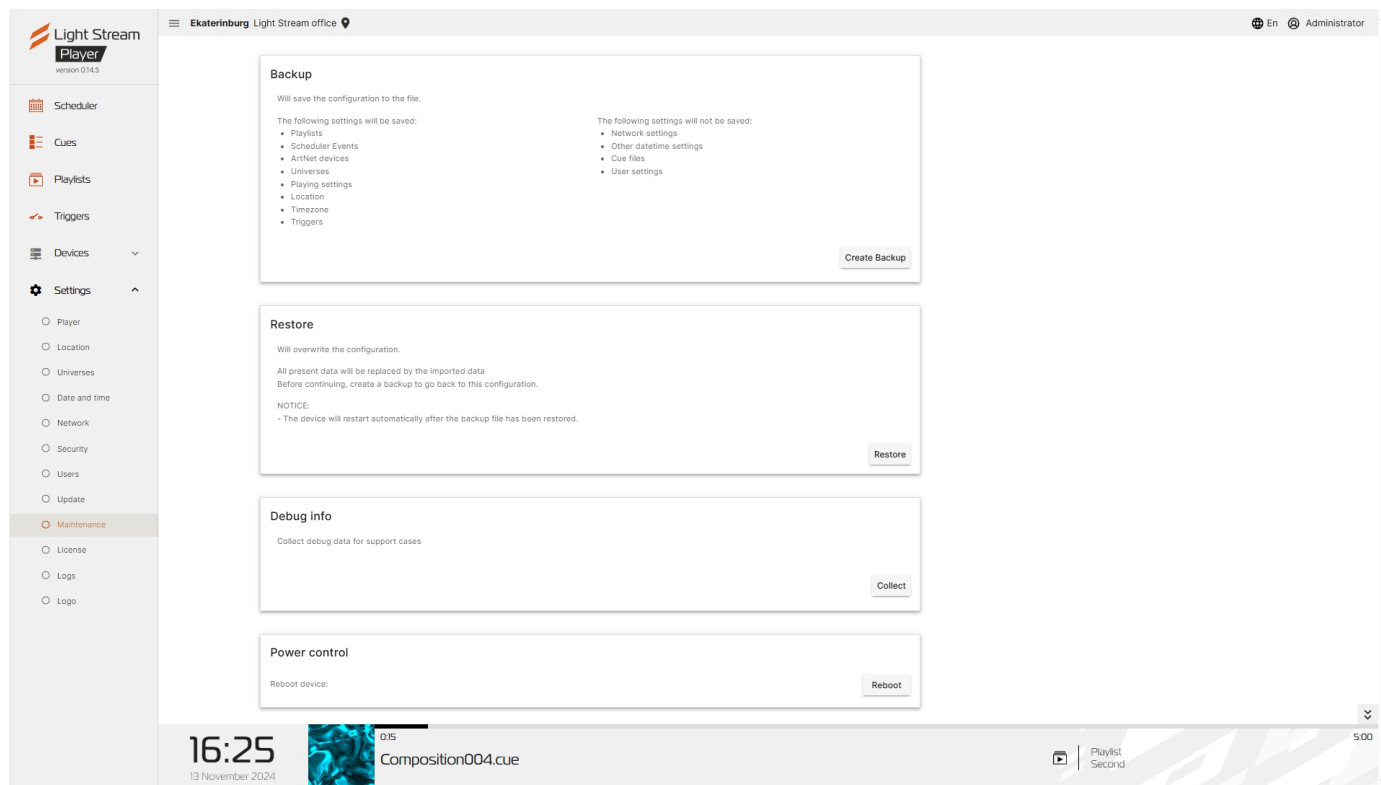 Light Stream
Player
version 0.14.5
Ekaterinburg Light Stream office
En Administrator
Scheduler
Cues
Playlists
Triggers
Devices
Settings
Player
Location
Universes
Date and time
Network
Security
Users
Update
Maintenance
License
Logs
Logo
Backup
Will save the configuration to the file.
The following settings will be saved:
• Playlists
• Scheduler Events
• ArtNet devices
• Universes
• Playing settings
• Location
• Timezone
• Triggers
The following settings will not be saved:
• Network settings
• Other datetime settings
• Cue files
• User settings
Create Backup
Restore
Will overwrite the configuration.
All present data will be replaced by the imported data
Before continuing, create a backup to go back to this configuration.
NOTICE:
- The device will restart automatically after the backup file has been restored.
Restore
Debug info
Collect debug data for support cases
Collect
Power control
Reboot device:
Reboot
16:25
13 November 2024
0:15
Composition004.cue
Playlist
Second
5:00